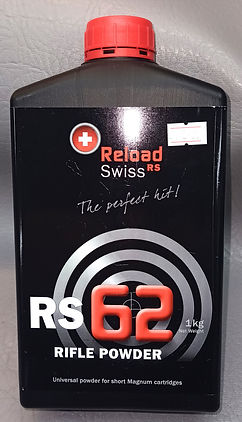 Reload
Swiss RS
The perfect hit!
RS 62
1kg
Net Weight
RIFLE POWDER
Universal powder for short Magnum cartridges